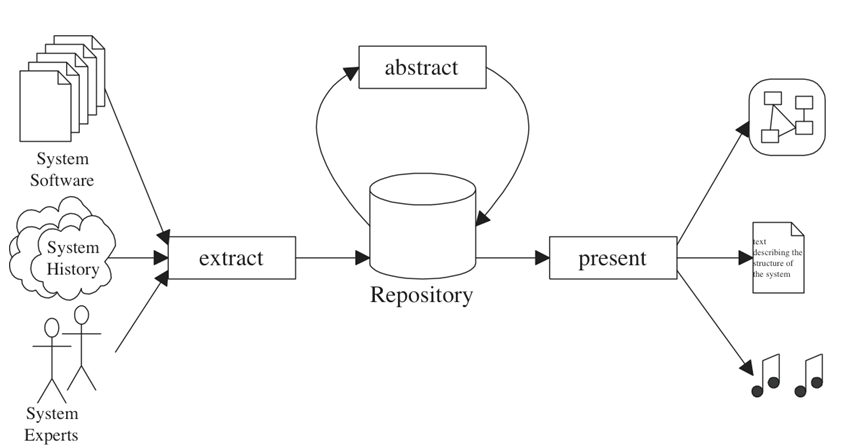 abstract
System
Software
System
History
extract
Repository
present
text
describing the
structure of
the system
System
Experts